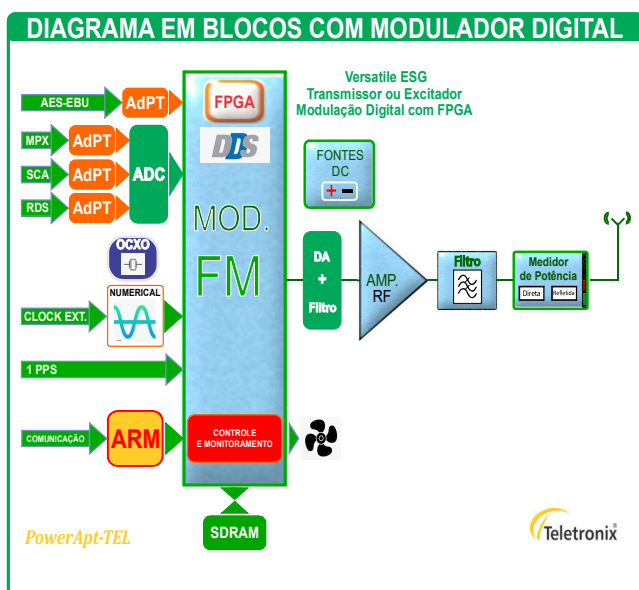 DIAGRAMA EM BLOCOS COM MODULADOR DIGITAL
Versatile ESG
Transmissor ou Excitador
Modulação Digital com FPGA
AES-EBU
AdPT
FPGA
DDS
MPX
AdPT
SCA
AdPT
ADC
RDS
AdPT
FONTES
DC
+ −
MOD.
FM
OCXO
NUMERICAL
CLOCK EXT.
DA
+
Filtro
AMP.
RF
Filtro
Medidor
de Potência
Direta
Refletida
1 PPS
COMUNICAÇÃO
ARM
CONTROLE
E MONITORAMENTO
SDRAM
PowerApt-TEL
Teletronix